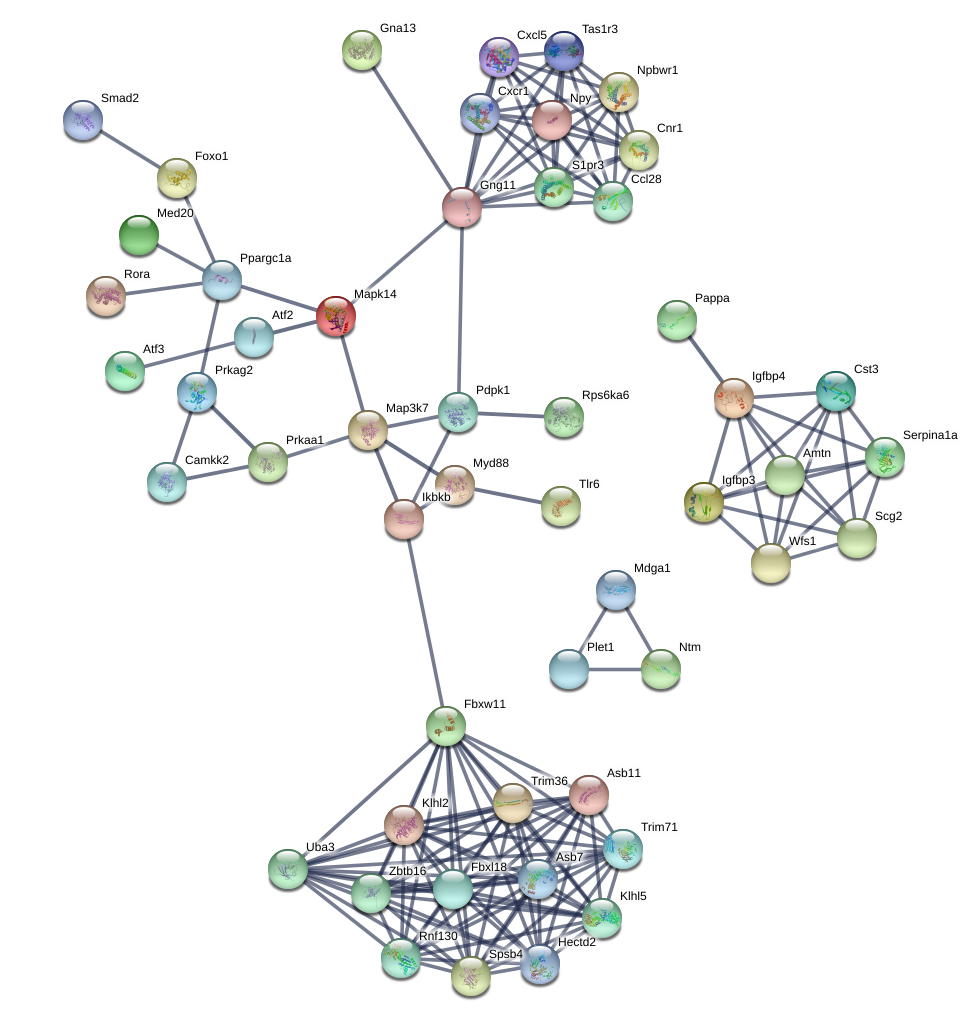 Gna13
Cxcl5
Tas1r3
Npbwr1
Smad2
Cxcr1
Npy
Cnr1
Foxo1
S1pr3
Ccl28
Gng11
Med20
Ppargc1a
Rora
Mapk14
Pappa
Atf2
Atf3
Prkag2
Igfbp4
Cst3
Pdpk1
Rps6ka6
Map3k7
Serpina1a
Prkaa1
Amtn
Camkk2
Myd88
Tlr6
Igfbp3
Ikbkb
Scg2
Wfs1
Mdga1
Plet1
Ntm
Fbxw11
Trim36
Asb11
Klhl2
Trim71
Uba3
Zbtb16
Fbxl18
Asb7
Klhl5
Rnf130
Spsb4
Hectd2